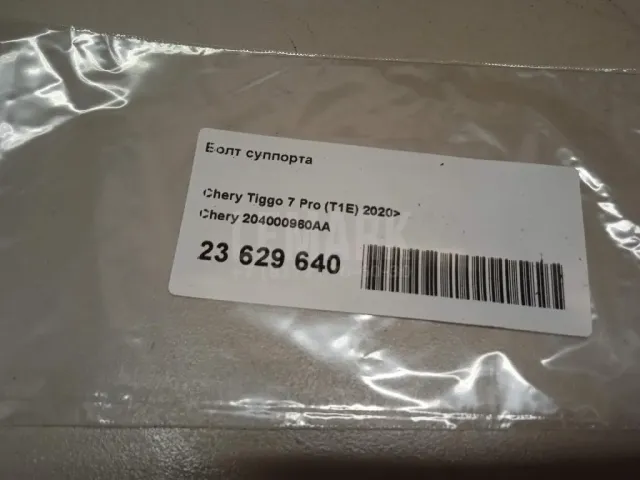 Болт суппорта
Chery Tiggo 7 Pro (T1E) 2020>
Chery 204000960AA
23 629 640